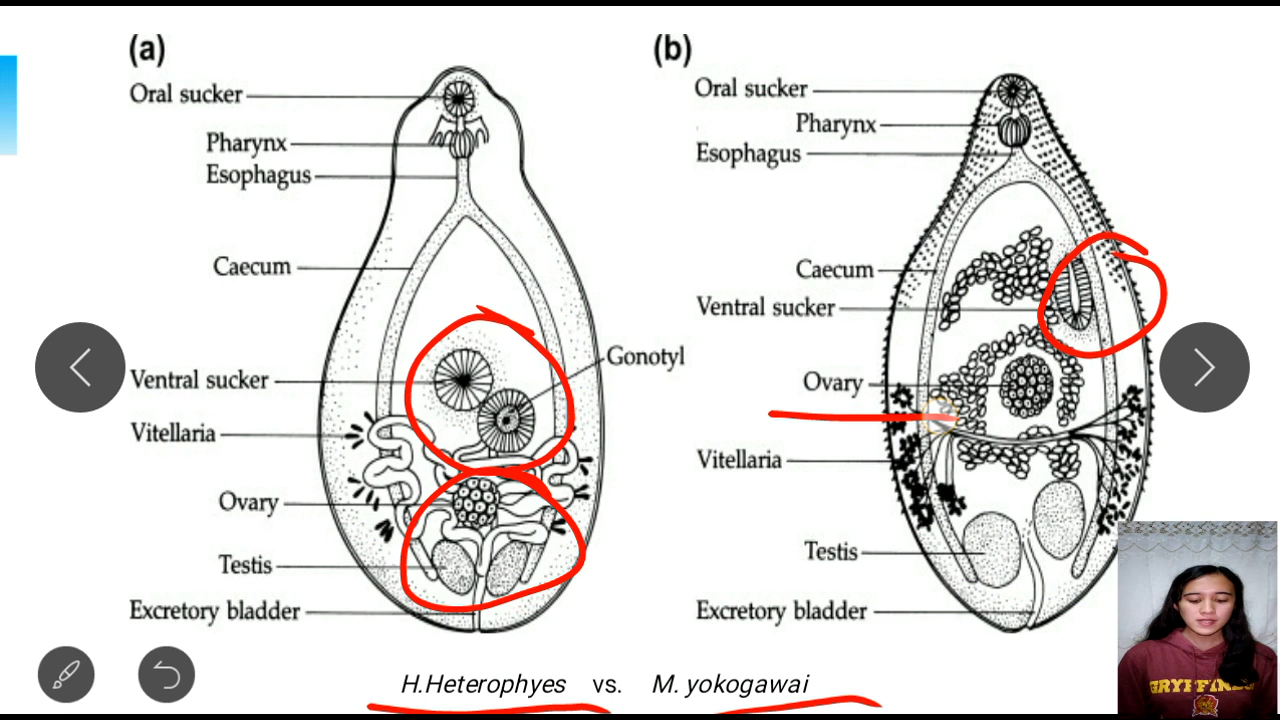 (a)
Oral sucker
Pharynx
Esophagus
Caecum
Gonotyl
Ventral sucker
Vitellaria
Ovary
Testis
Excretory bladder
(b)
Oral sucker
Pharynx
Esophagus
Caecum
Ventral sucker
Ovary
Vitellaria
Testis
Excretory bladder
H.Heterophyes vs. M. yokogawai